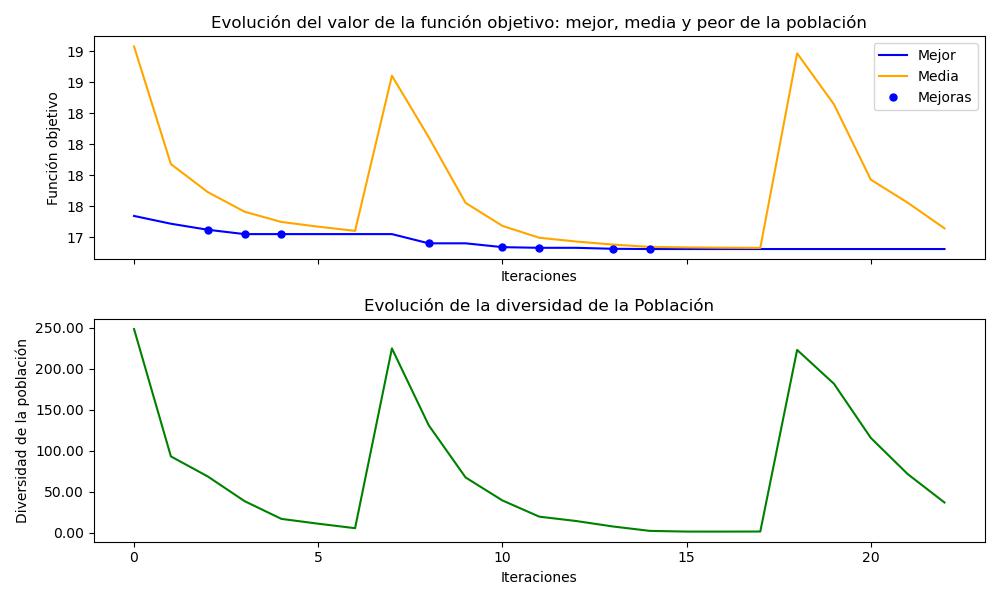 Evolución del valor de la función objetivo: mejor, media y peor de la población
Función objetivo
19
19
18
18
18
18
17
Mejor
Media
Mejoras
Iteraciones
Evolución de la diversidad de la Población
Diversidad de la población
250.00
200.00
150.00
100.00
50.00
0.00
0 5 10 15 20
Iteraciones